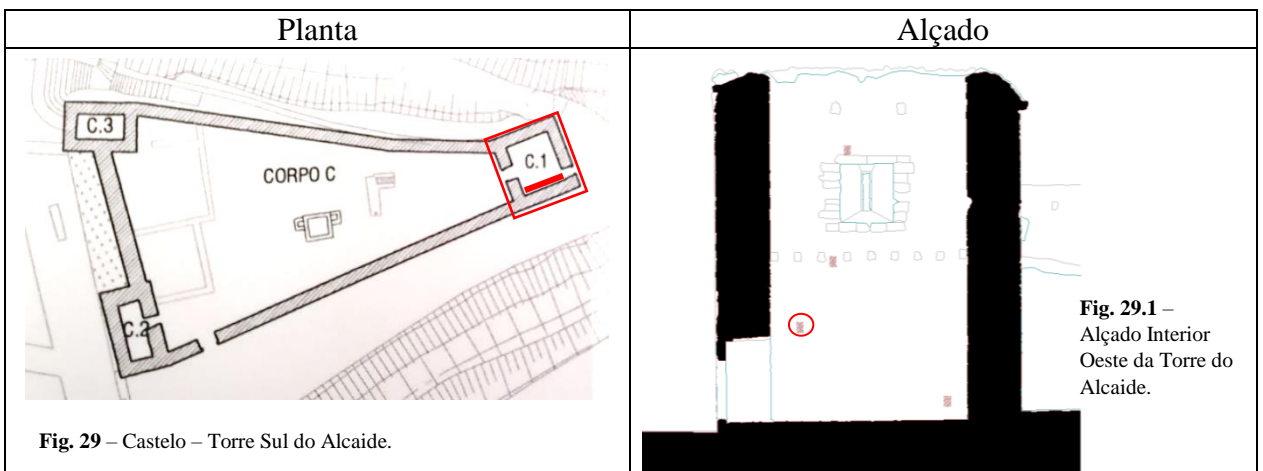 Planta
Alçado
C.3
CORPO C
C.1
C.2
Fig. 29 – Castelo – Torre Sul do Alcaide.
Fig. 29.1 –
Alçado Interior
Oeste da Torre do
Alcaide.